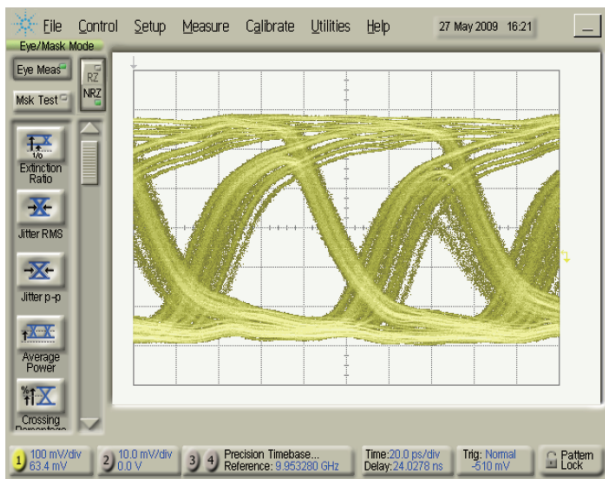 File Control Setup Measure Calibrate Utilities Help 27 May 2009 16:21
Eye/Mask Mode
Eye Meas
RZ
NRZ
Msk Test
1/0
Extinction
Ratio
Jitter RMS
Jitter p-p
Average
Power
%
Crossing
Percentage
1 100 mV/div
63.4 mV
2 10.0 mV/div
0.0 V
3 4
Precision Timebase...
Reference: 9.953280 GHz
Time:20.0 ps/div
Delay:24.0278 ns
Trig: Normal
-510 mV
Pattern
Lock